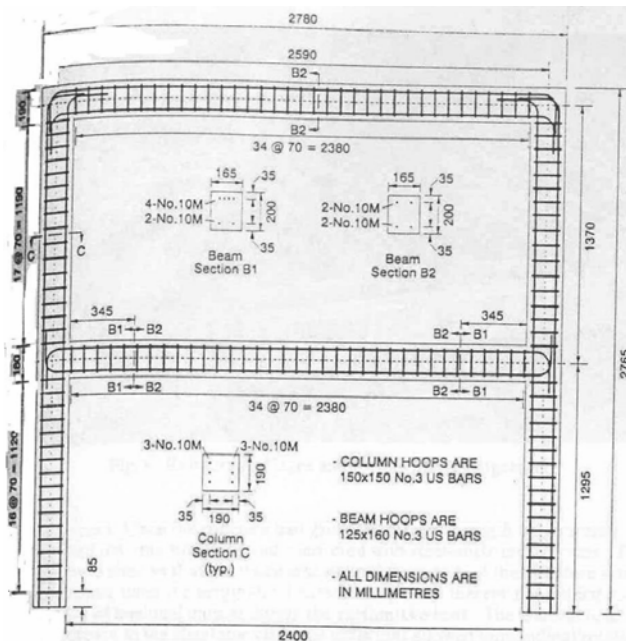 2780
2590
B2
B2
190
34 @ 70 = 2380
165
35
4-No.10M
2-No.10M
200
35
Beam
Section B1
165
35
2-No.10M
2-No.10M
200
35
Beam
Section B2
17 @ 70 = 1190
C
C
1370
2765
345
B1
B2
B1
B2
345
B2
B1
B2
B1
160
34 @ 70 = 2380
16 @ 70 = 1120
3-No.10M
3-No.10M
190
190
35
35
Column
Section C
(typ.)
COLUMN HOOPS ARE
150x150 No.3 US BARS
BEAM HOOPS ARE
125x160 No.3 US BARS
- ALL DIMENSIONS ARE
IN MILLIMETRES
1295
85
2400